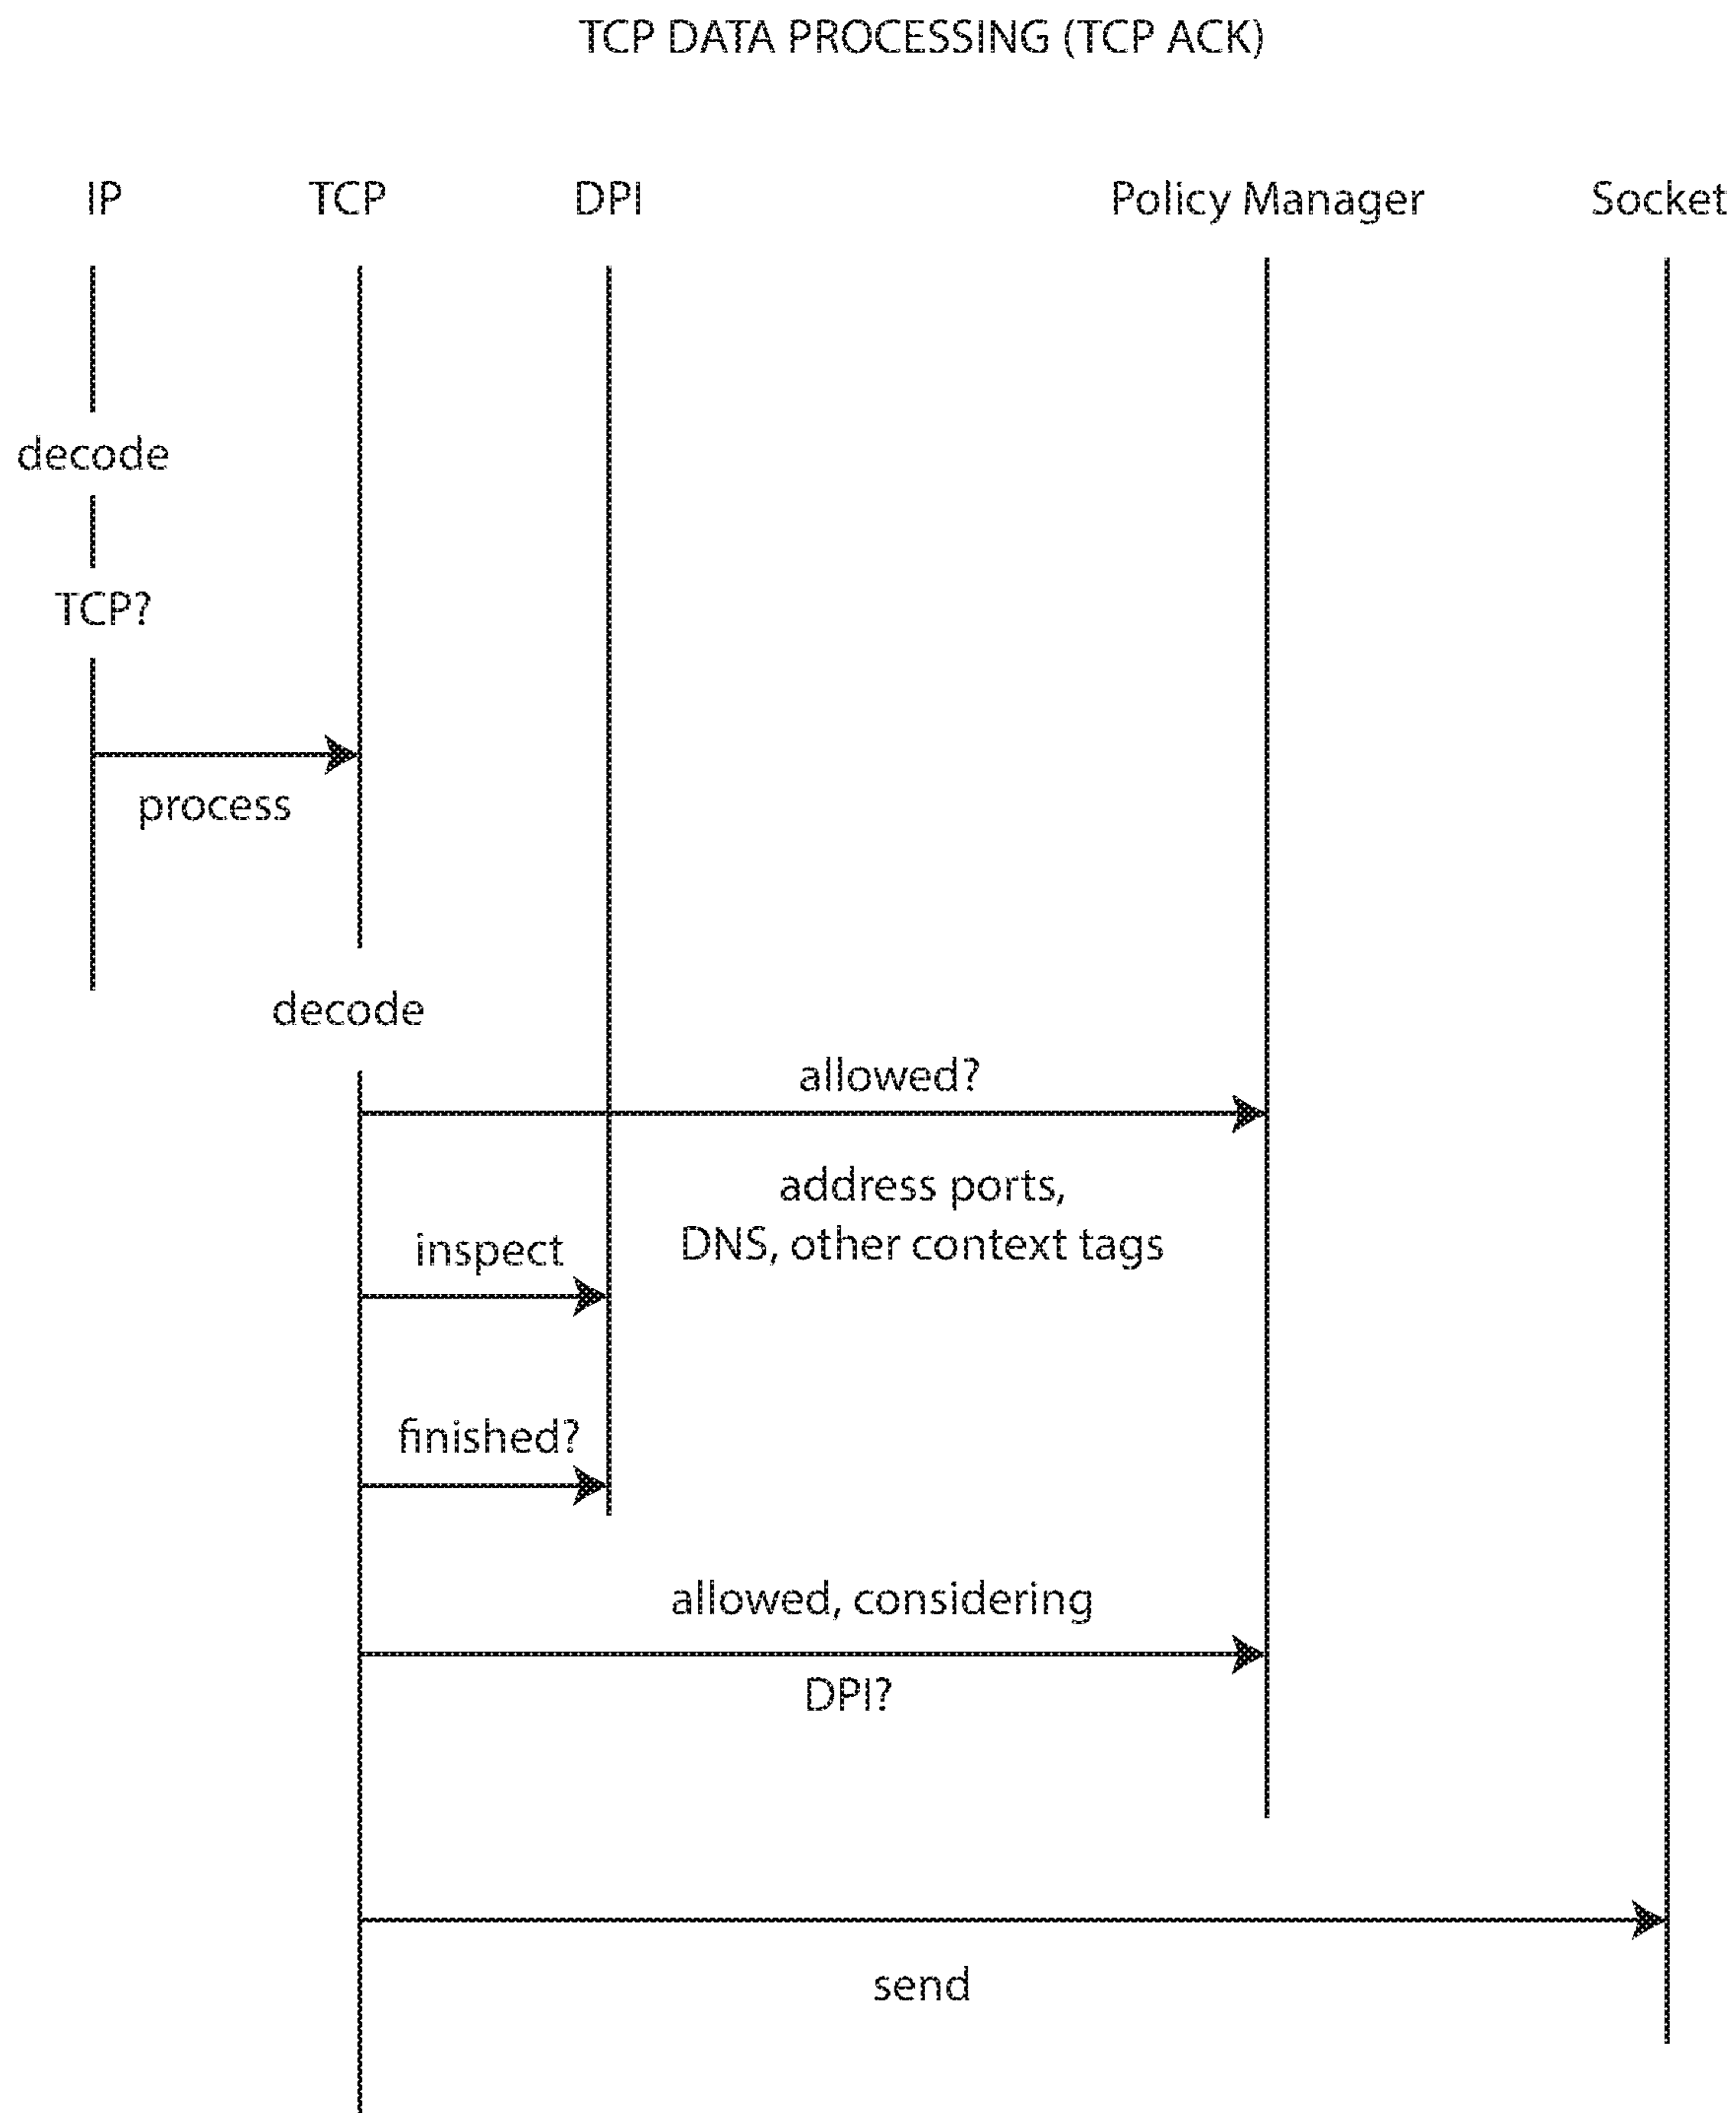 TCP DATA PROCESSING (TCP ACK)
IP TCP DPI Policy Manager Socket
decode
TCP?
process
decode
allowed?
address ports,
DNS, other context tags
inspect
finished?
allowed, considering
DPI?
send